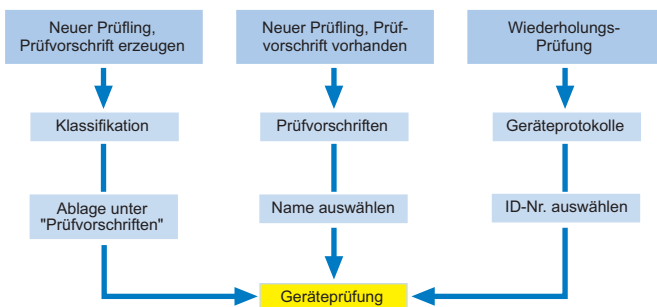 Neuer Prüfling,
Prüfvorschrift erzeugen
Neuer Prüfling, Prüf-
vorschrift vorhanden
Wiederholungs-
Prüfung
Klassifikation
Prüfvorschriften
Geräteprotokolle
Ablage unter
"Prüfvorschriften"
Name auswählen
ID-Nr. auswählen
Geräteprüfung